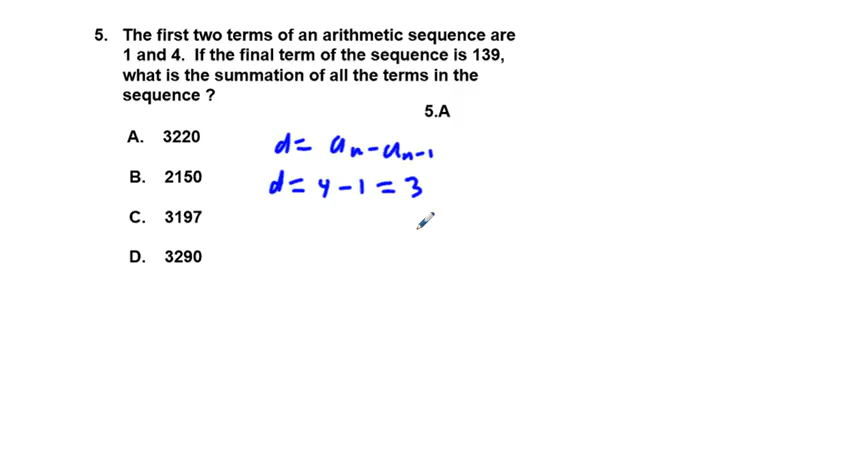 5. The first two terms of an arithmetic sequence are
1 and 4. If the final term of the sequence is 139,
what is the summation of all the terms in the
sequence ?
5.A
A. 3220
B. 2150
C. 3197
D. 3290
d = an - an-1
d = 4 - 1 = 3